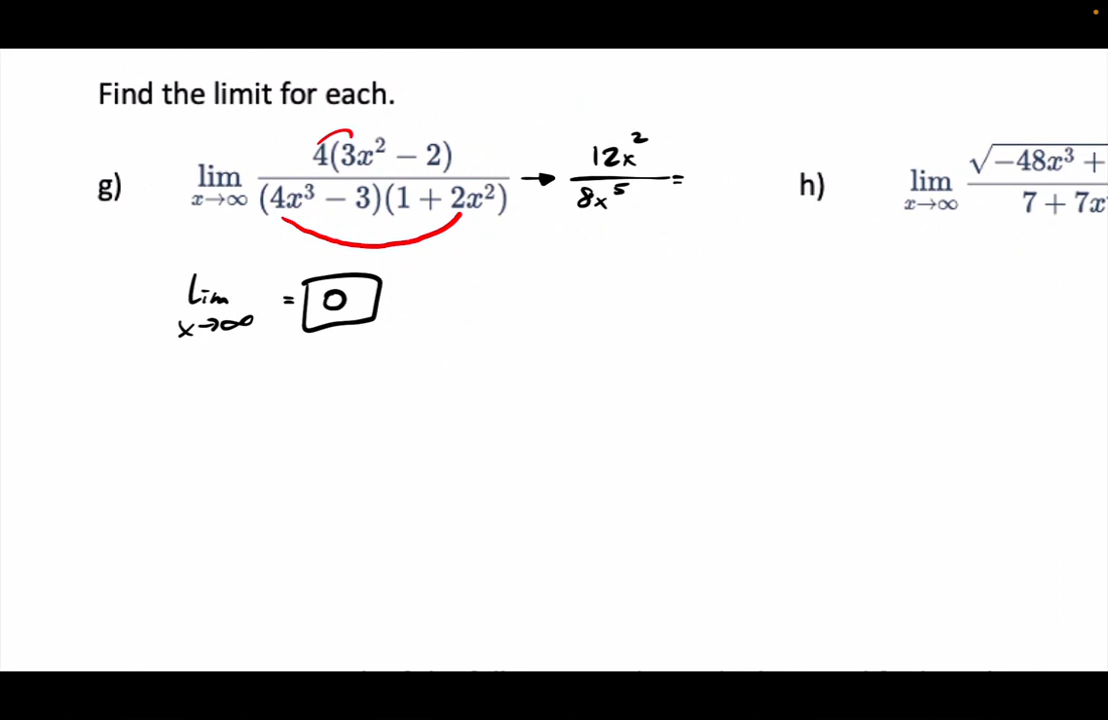 Find the limit for each.
g) lim x→∞ 4(3x² − 2) / (4x³ − 3)(1 + 2x²) → 12x² / 8x⁵ =
h) lim x→∞ √−48x³ + / 7 + 7x
lim x→∞ = 0